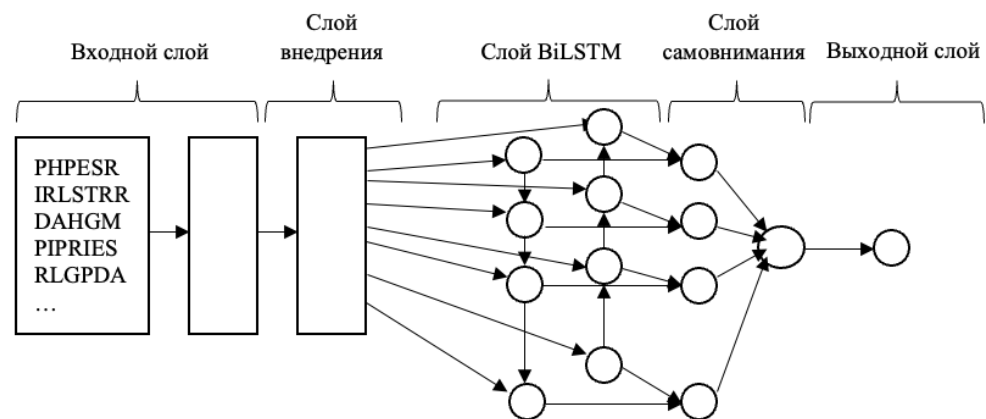 Входной слой
Слой
внедрения
Слой BiLSTM
Слой
самовнимания
Выходной слой
PHPESR
IRLSTRR
DAHGM
PIPRIES
RLGPDA
…